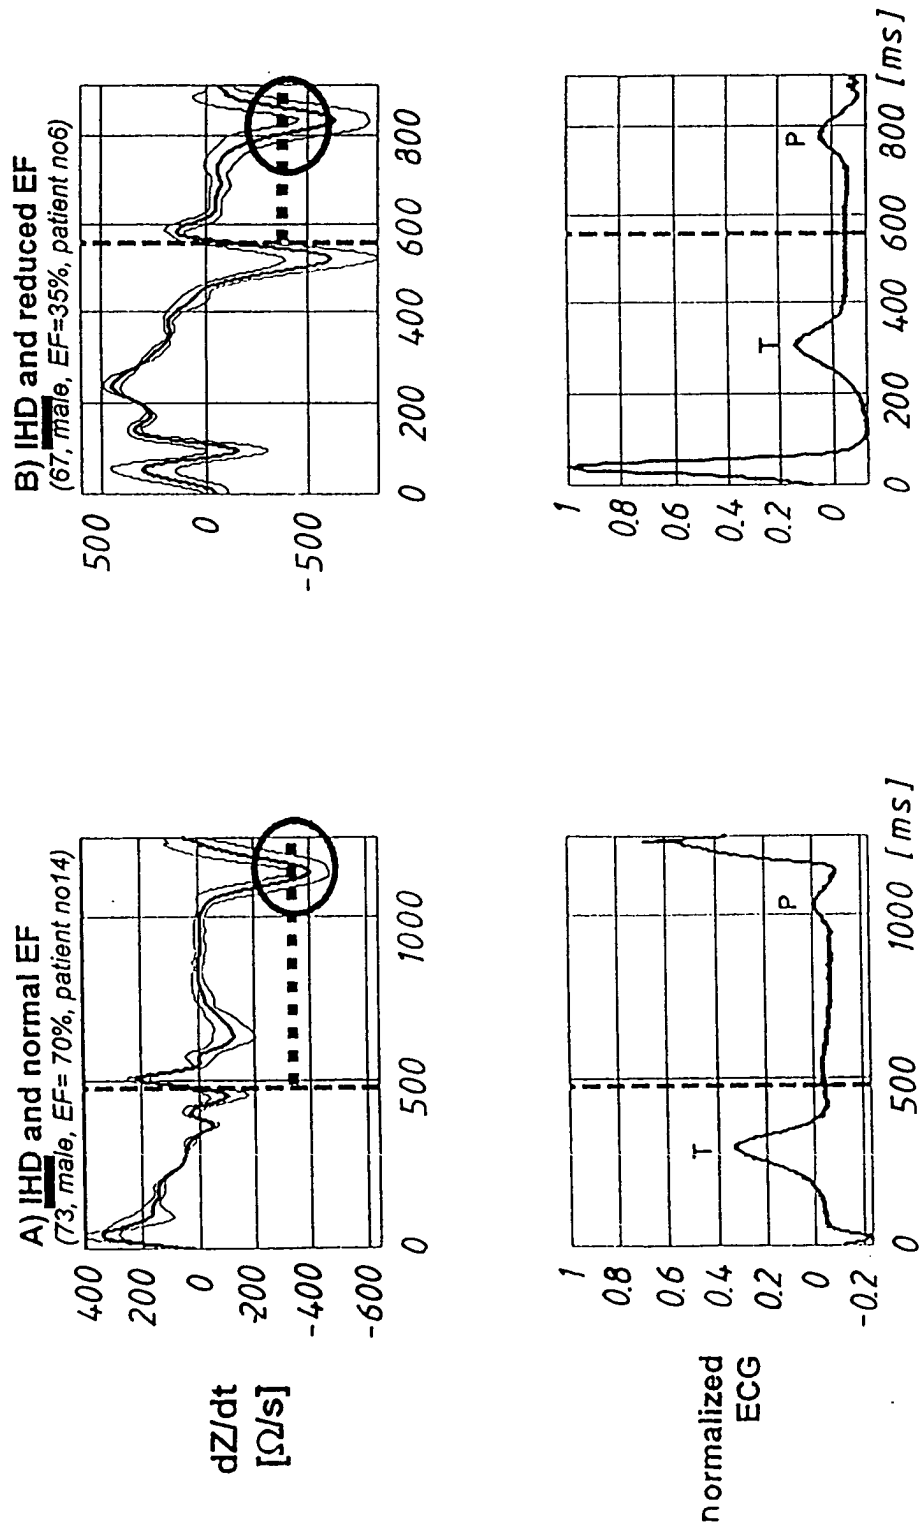 A) IHD and normal EF
(73, male, EF= 70%, patient no14)
400
200
0
-200
-400
-600
dZ/dt
[Ω/s]
0
500
1000
B) IHD and reduced EF
(67, male, EF=35%, patient no6)
500
0
-500
0
200
400
600
800
normalized
ECG
1
0.8
0.6
0.4
0.2
0
-0.2
T
P
0
500
1000 [ms]
1
0.8
0.6
0.4
0.2
0
T
P
0
200
400
600
800 [ms]